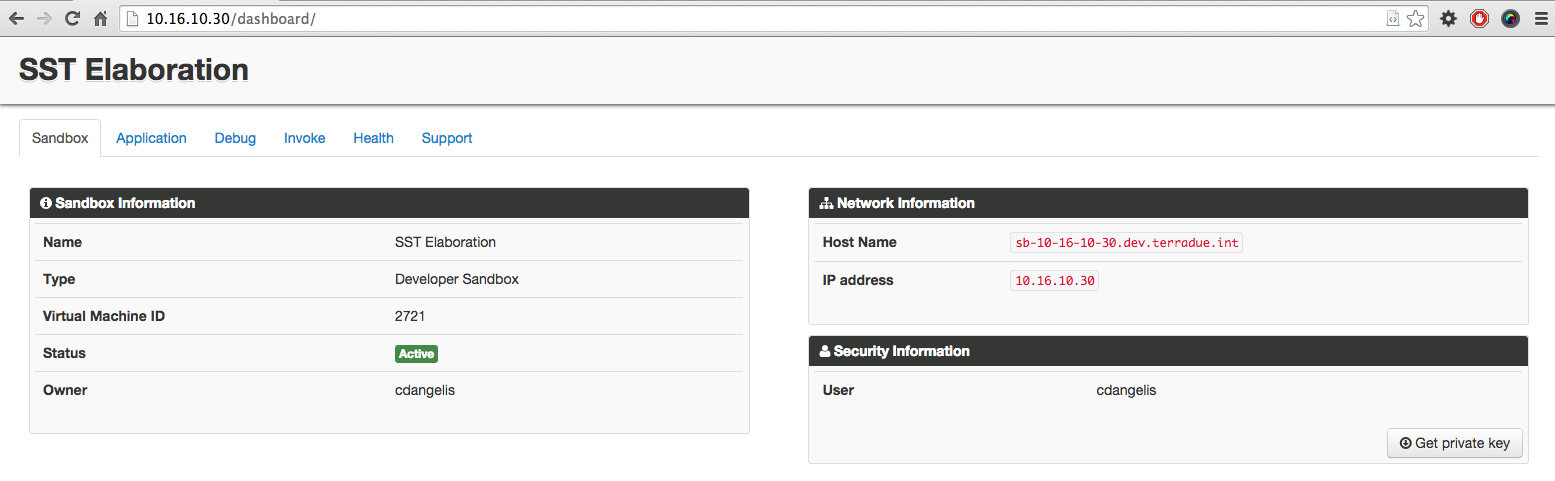 10.16.10.30/dashboard/
SST Elaboration
Sandbox Application Debug Invoke Health Support
Sandbox Information
Name SST Elaboration
Type Developer Sandbox
Virtual Machine ID 2721
Status Active
Owner cdangelis
Network Information
Host Name sb-10-16-10-30.dev.terradue.int
IP address 10.16.10.30
Security Information
User cdangelis
Get private key